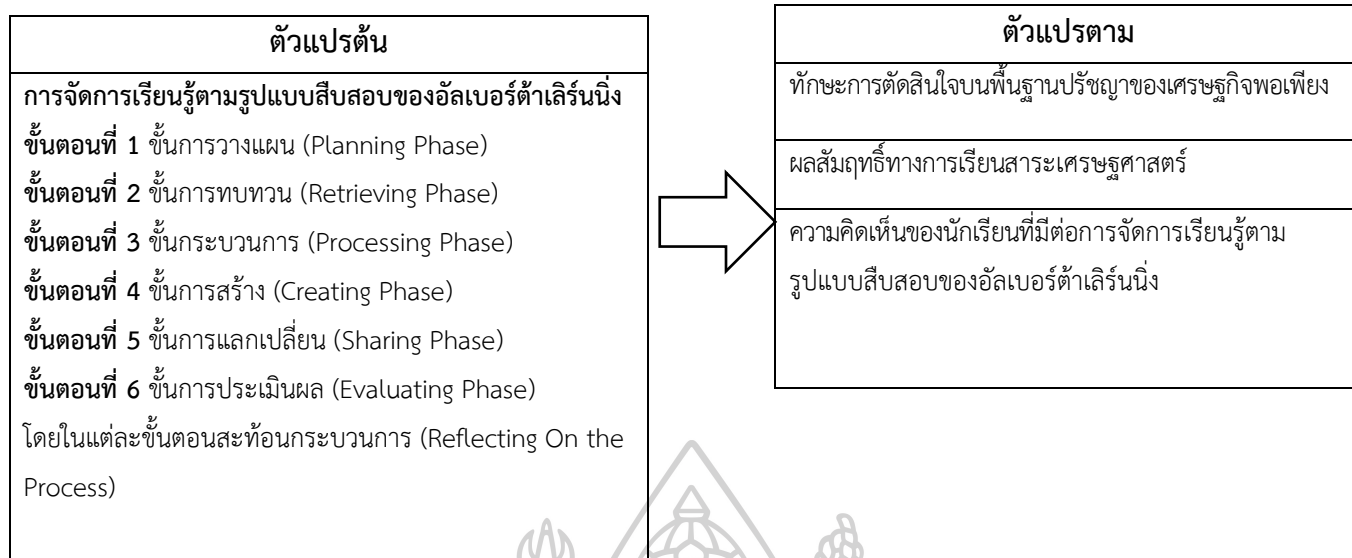 ตัวแปรต้น
การจัดการเรียนรู้ตามรูปแบบสืบสอบของอัลเบอร์ต้าเลิร์นนิ่ง
ขั้นตอนที่ 1 ขั้นการวางแผน (Planning Phase)
ขั้นตอนที่ 2 ขั้นการทบทวน (Retrieving Phase)
ขั้นตอนที่ 3 ขั้นกระบวนการ (Processing Phase)
ขั้นตอนที่ 4 ขั้นการสร้าง (Creating Phase)
ขั้นตอนที่ 5 ขั้นการแลกเปลี่ยน (Sharing Phase)
ขั้นตอนที่ 6 ขั้นการประเมินผล (Evaluating Phase)
โดยในแต่ละขั้นตอนสะท้อนกระบวนการ (Reflecting On the
Process)
ตัวแปรตาม
ทักษะการตัดสินใจบนพื้นฐานปรัชญาของเศรษฐกิจพอเพียง
ผลสัมฤทธิ์ทางการเรียนสาระเศรษฐศาสตร์
ความคิดเห็นของนักเรียนที่มีต่อการจัดการเรียนรู้ตาม
รูปแบบสืบสอบของอัลเบอร์ต้าเลิร์นนิ่ง